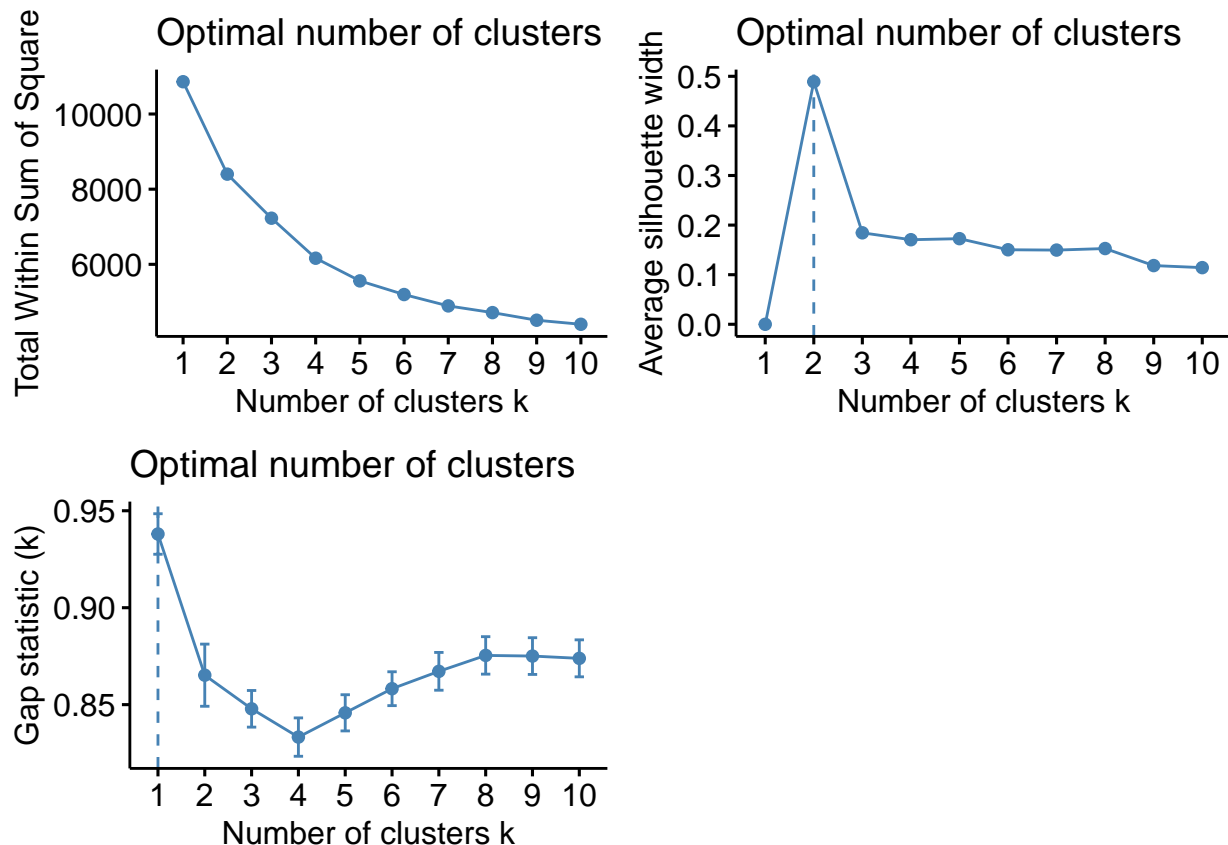 Optimal number of clusters
Total Within Sum of Square
10000
8000
6000
1 2 3 4 5 6 7 8 9 10
Number of clusters k
Optimal number of clusters
Average silhouette width
0.5
0.4
0.3
0.2
0.1
0.0
1 2 3 4 5 6 7 8 9 10
Number of clusters k
Optimal number of clusters
Gap statistic (k)
0.95
0.90
0.85
1 2 3 4 5 6 7 8 9 10
Number of clusters k